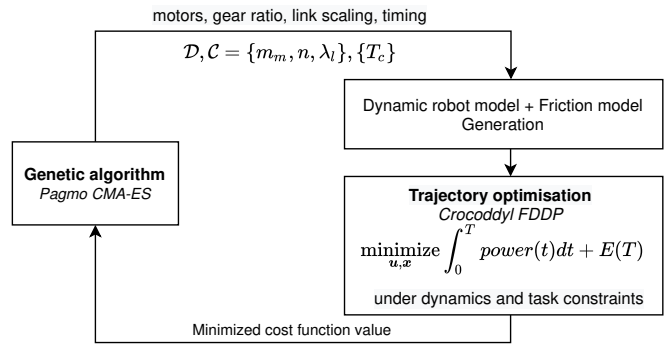 motors, gear ratio, link scaling, timing
𝒟, 𝒞 = {m_m, n, λ_l}, {T_c}
Dynamic robot model + Friction model
Generation
Genetic algorithm
Pagmo CMA-ES
Trajectory optimisation
Crocoddyl FDDP
minimize_{u,x} ∫_0^T power(t)dt + E(T)
under dynamics and task constraints
Minimized cost function value